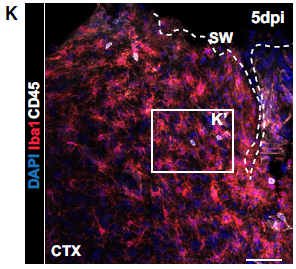 K
5dpi
SW
K'
DAPI Iba1 CD45
CTX